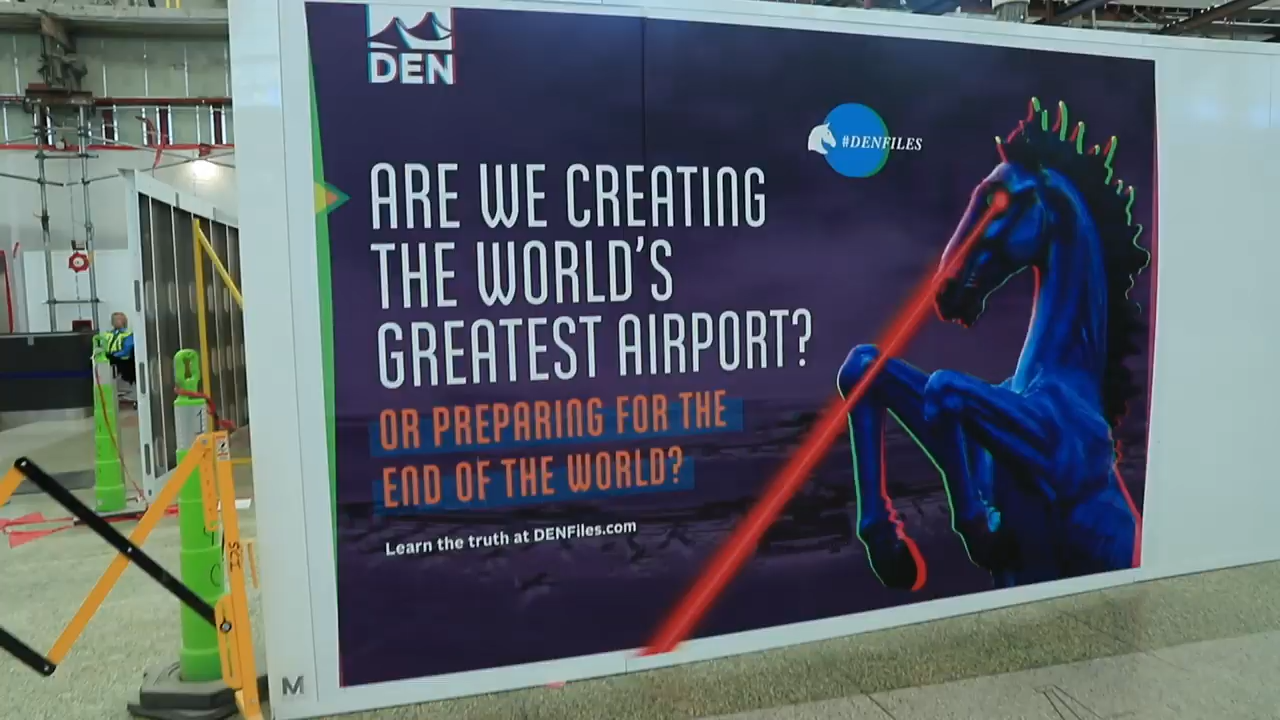 DEN
#DENFILES
ARE WE CREATING
THE WORLD'S
GREATEST AIRPORT?
OR PREPARING FOR THE
END OF THE WORLD?
Learn the truth at DENFiles.com
M